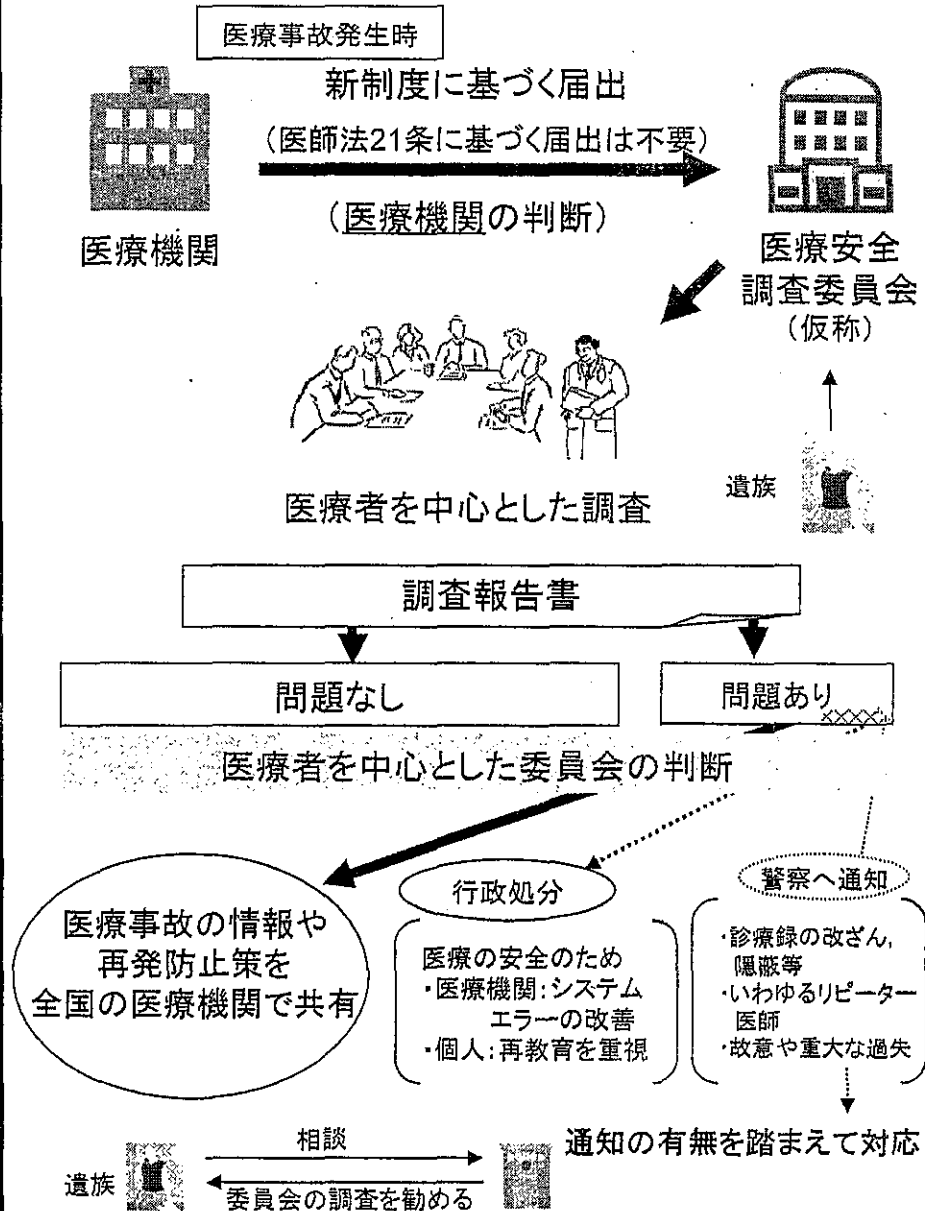 医療事故発生時
新制度に基づく届出
(医師法21条に基づく届出は不要)
(医療機関の判断)
医療機関
医療安全
調査委員会
(仮称)
遺族
医療者を中心とした調査
調査報告書
問題なし
問題あり
医療者を中心とした委員会の判断
医療事故の情報や
再発防止策を
全国の医療機関で共有
行政処分
医療の安全のため
・医療機関:システム
エラーの改善
・個人:再教育を重視
警察へ通知
・診療録の改ざん,
隠蔽等
・いわゆるリピーター
医師
・故意や重大な過失
通知の有無を踏まえて対応
遺族
相談
委員会の調査を勧める